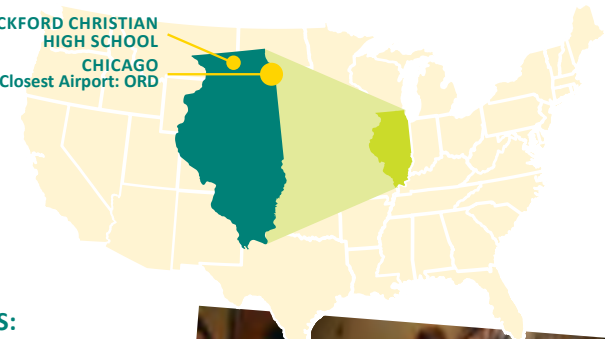 CKFORD CHRISTIAN
HIGH SCHOOL
CHICAGO
Closest Airport: ORD
S: